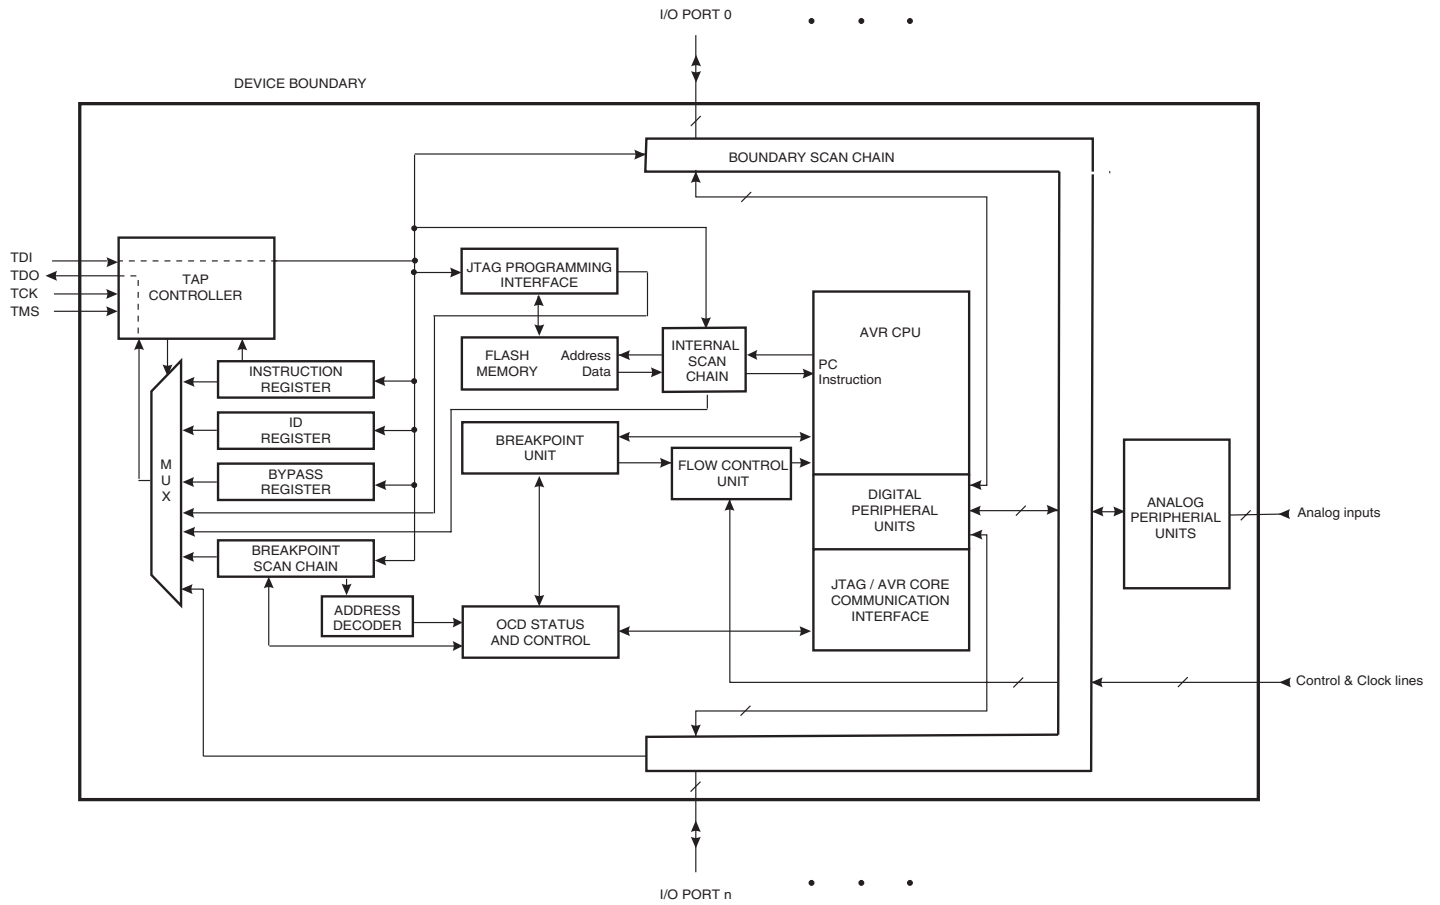 I/O PORT 0
DEVICE BOUNDARY
BOUNDARY SCAN CHAIN
TDI
TDO
TCK
TMS
TAP
CONTROLLER
JTAG PROGRAMMING
INTERFACE
AVR CPU
FLASH
MEMORY
Address
Data
INTERNAL
SCAN
CHAIN
PC
Instruction
INSTRUCTION
REGISTER
ID
REGISTER
M
U
X
BYPASS
REGISTER
BREAKPOINT
UNIT
FLOW CONTROL
UNIT
DIGITAL
PERIPHERAL
UNITS
ANALOG
PERIPHERIAL
UNITS
Analog inputs
BREAKPOINT
SCAN CHAIN
ADDRESS
DECODER
OCD STATUS
AND CONTROL
JTAG / AVR CORE
COMMUNICATION
INTERFACE
Control & Clock lines
I/O PORT n